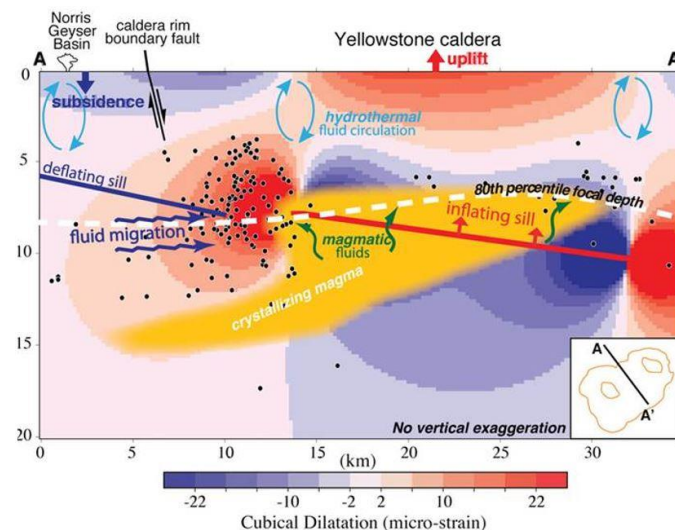 Norris
Geyser
Basin
caldera rim
boundary fault
Yellowstone caldera
uplift
A
0
subsidence
hydrothermal
fluid circulation
5
deflating sill
80th percentile focal depth
fluid migration
inflating sill
magmatic
fluids
10
crystallizing magma
15
A
A'
No vertical exaggeration
20
0
5
10
15
20
25
30
(km)
-22
-10
-2
2
10
22
Cubical Dilatation (micro-strain)